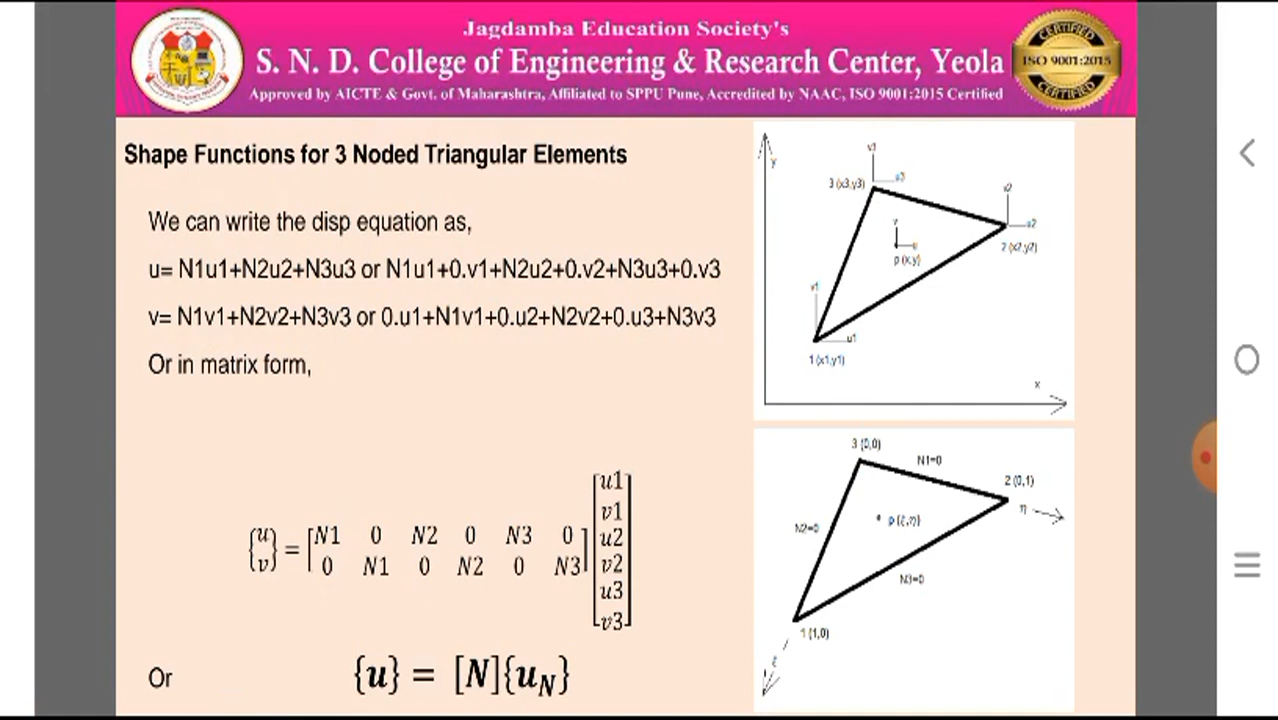 Jagdamba Education Society's
S. N. D. College of Engineering & Research Center, Yeola
Approved by AICTE & Govt. of Maharashtra, Affiliated to SPPU Pune, Accredited by NAAC, ISO 9001:2015 Certified
CERTIFIED
ISO 9001:2015
CERTIFIED
Shape Functions for 3 Noded Triangular Elements
We can write the disp equation as,
u= N1u1+N2u2+N3u3 or N1u1+0.v1+N2u2+0.v2+N3u3+0.v3
v= N1v1+N2v2+N3v3 or 0.u1+N1v1+0.u2+N2v2+0.u3+N3v3
Or in matrix form,
{u v} = [N1 0 N2 0 N3 0
0 N1 0 N2 0 N3]
[u1
v1
u2
v2
u3
v3]
Or {u} = [N]{uN}
y
v3
u3
3 (x3,y3)
v2
u2
2 (x2,y2)
v
u
p(x,y)
v1
u1
1 (x1,y1)
x
3 (0,0)
N1=0
2 (0,1)
η
N2=0
p (ξ,η)
N3=0
1 (1,0)
ξ